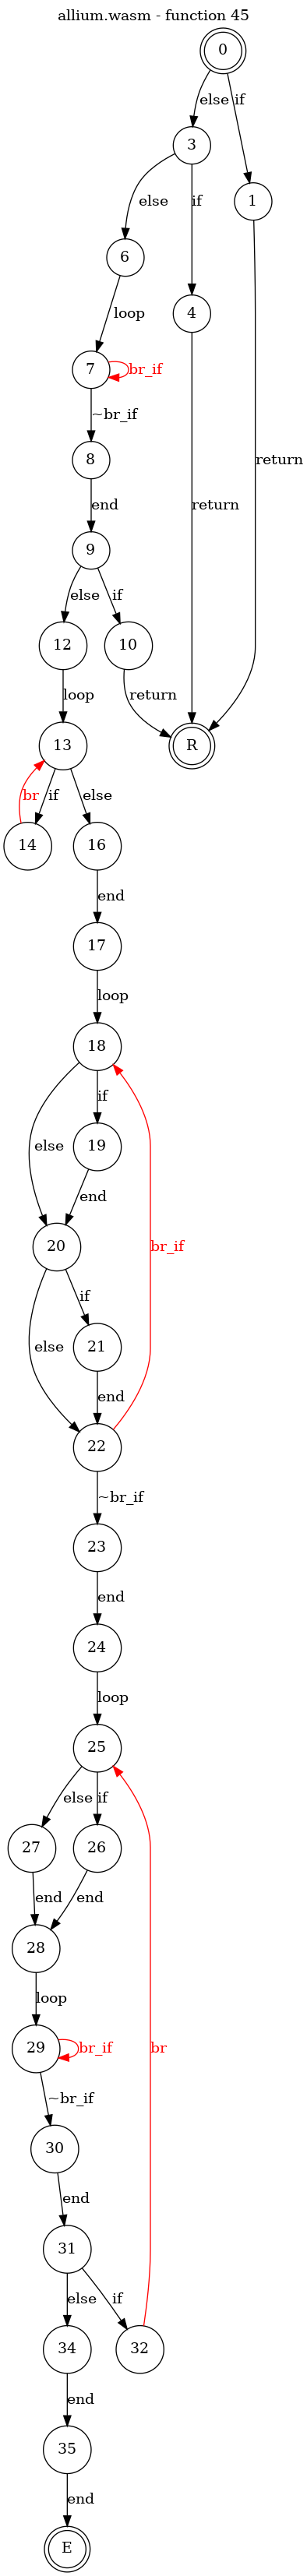 allium.wasm - function 45
0
else if
3
1
else if
6
4
loop
7 br_if
~br_if
8
return return
end
9
else if
12 10
loop return
13 R
br if else
14 16
end
17
loop
18
if
else 19
end br_if
20
if
else 21
end
22
~br_if
23
end
24
loop
25
else if
27 26
end end
28
loop
29 br_if br
~br_if
30
end
31
else if
34 32
end
35
end
E